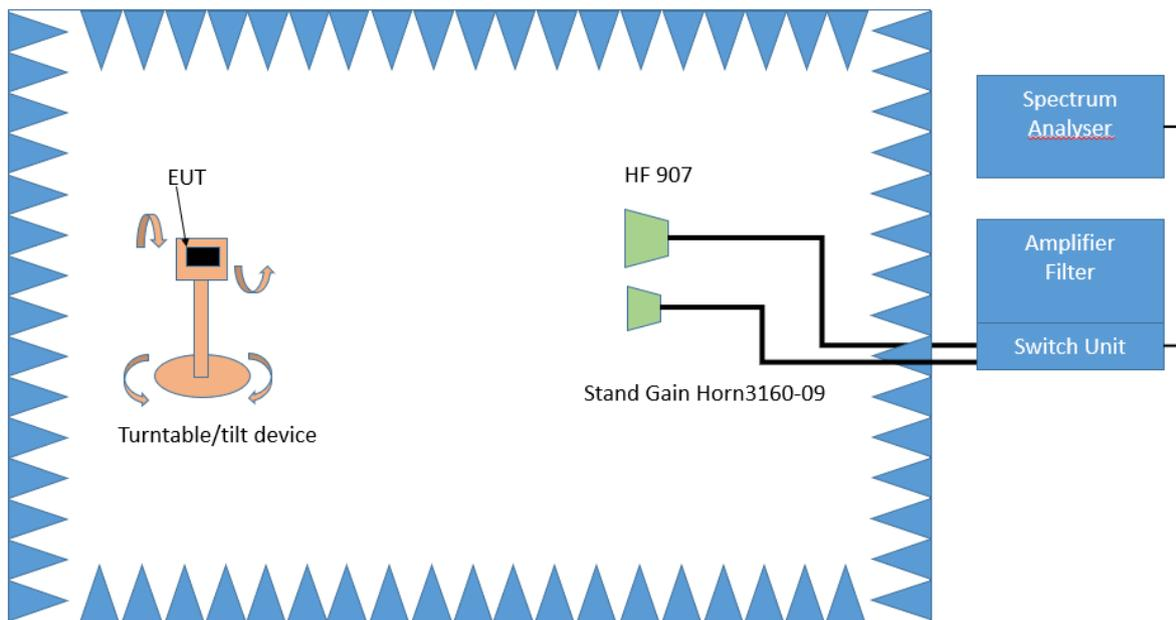 Spectrum
Analyser
EUT
HF 907
Amplifier
Filter
Switch Unit
Stand Gain Horn3160-09
Turntable/tilt device